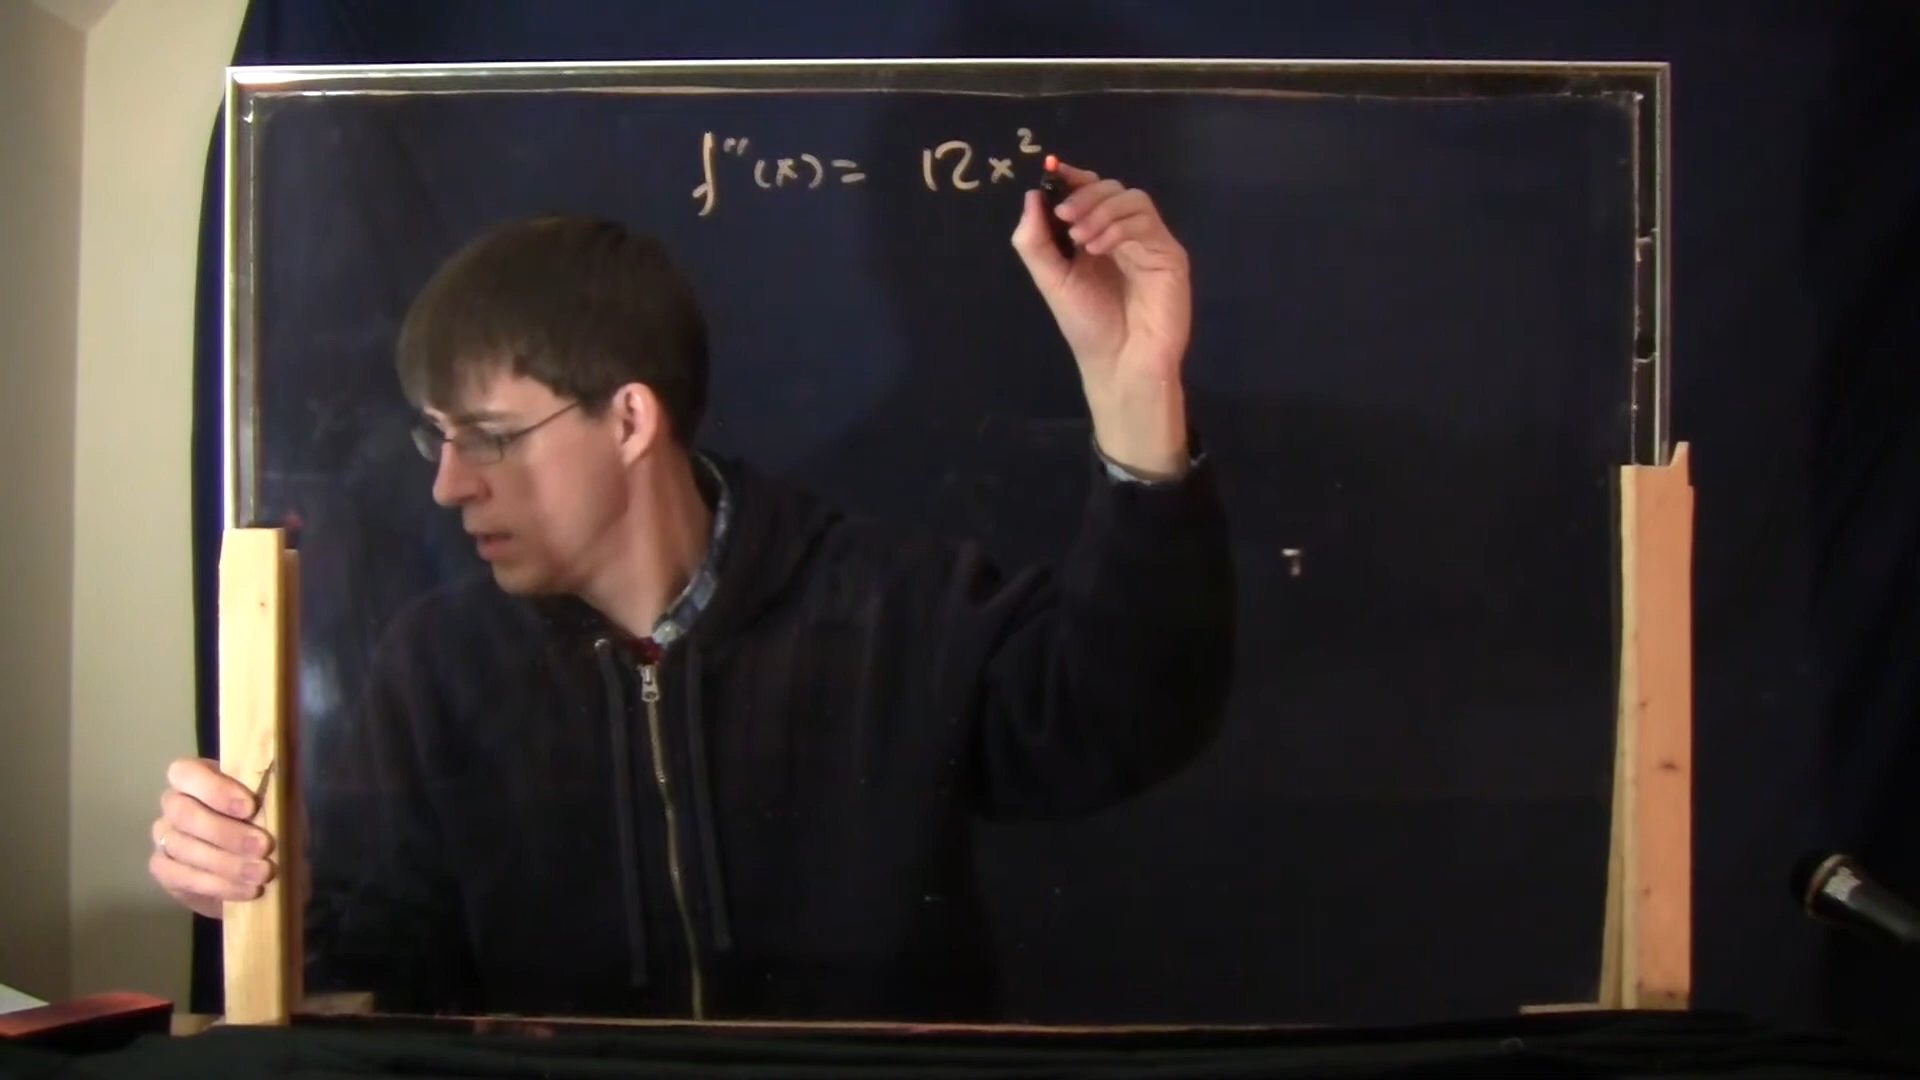 f''(x) = 12x²